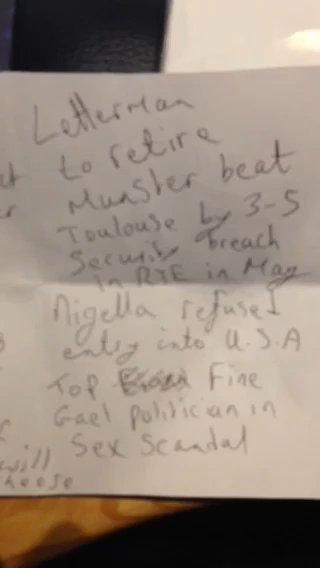 Letterman
to retire
Munster beat
Toulouse by 3-5
Security breach
in RTE in May
Nigella refused
entry into U.S.A
Top Fine
Gael politician in
Sex Scandal
will
choose